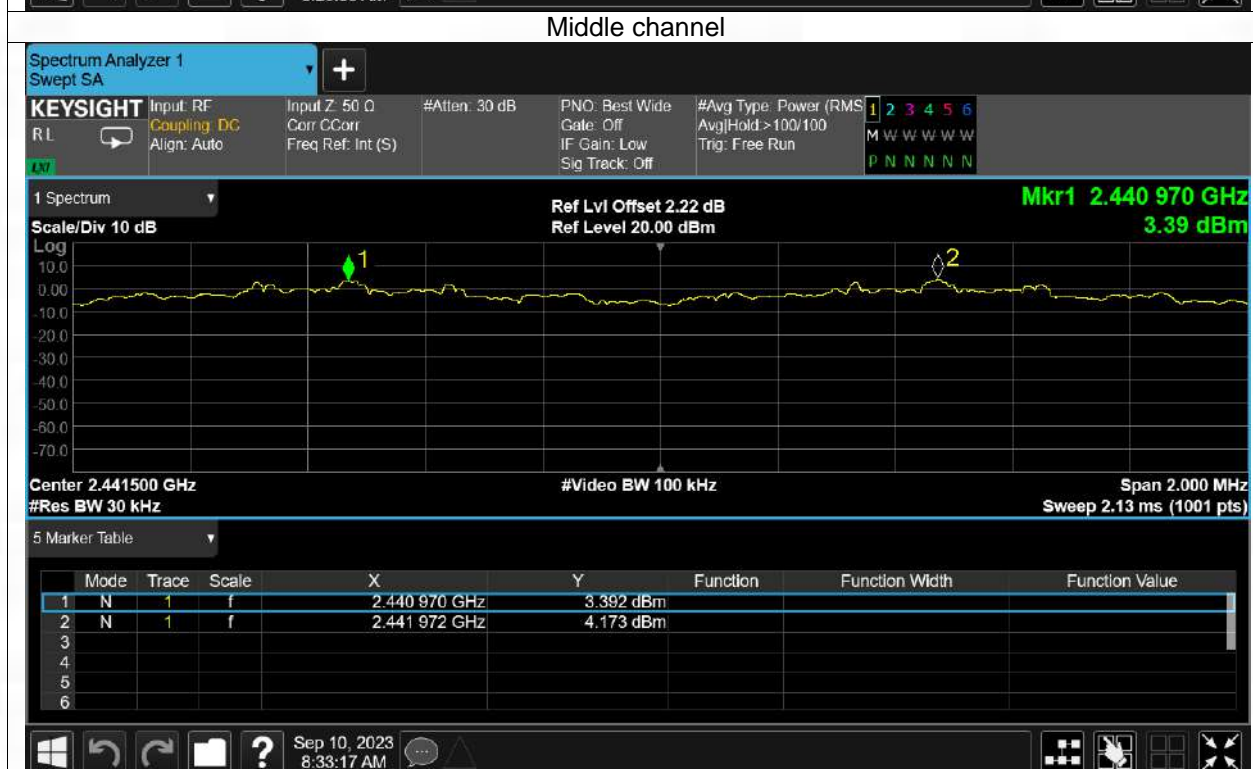 Middle channel
Spectrum Analyzer 1
Swept SA
KEYSIGHT Input: RF Input Z: 50 Ω #Atten: 30 dB PNO: Best Wide #Avg Type: Power (RMS 1 2 3 4 5 6
RL Coupling: DC Corr CCorr Gate: Off Avg|Hold:>100/100 M W W W W W
Align: Auto Freq Ref: Int (S) IF Gain: Low Trig: Free Run
LXI Sig Track: Off P N N N N N
1 Spectrum Ref Lvl Offset 2.22 dB Mkr1 2.440 970 GHz
Scale/Div 10 dB Ref Level 20.00 dBm 3.39 dBm
Log
10.0
0.00
-10.0
-20.0
-30.0
-40.0
-50.0
-60.0
-70.0
1
2
Center 2.441500 GHz #Video BW 100 kHz Span 2.000 MHz
#Res BW 30 kHz Sweep 2.13 ms (1001 pts)
5 Marker Table
Mode Trace Scale X Y Function Function Width Function Value
1 N 1 f 2.440 970 GHz 3.392 dBm
2 N 1 f 2.441 972 GHz 4.173 dBm
3
4
5
6
? Sep 10, 2023
8:33:17 AM